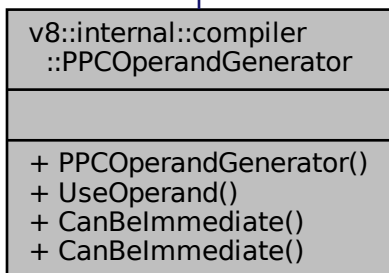 v8::internal::compiler
::PPCOperandGenerator
+ PPCOperandGenerator()
+ UseOperand()
+ CanBeImmediate()
+ CanBeImmediate()